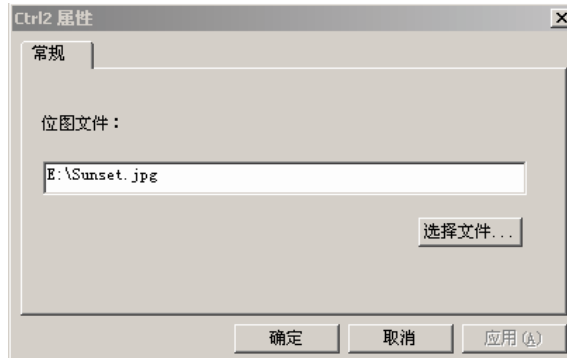 Ctrl2 属性
常规
位图文件：
E:\Sunset.jpg
选择文件...
确定 取消 应用(A)